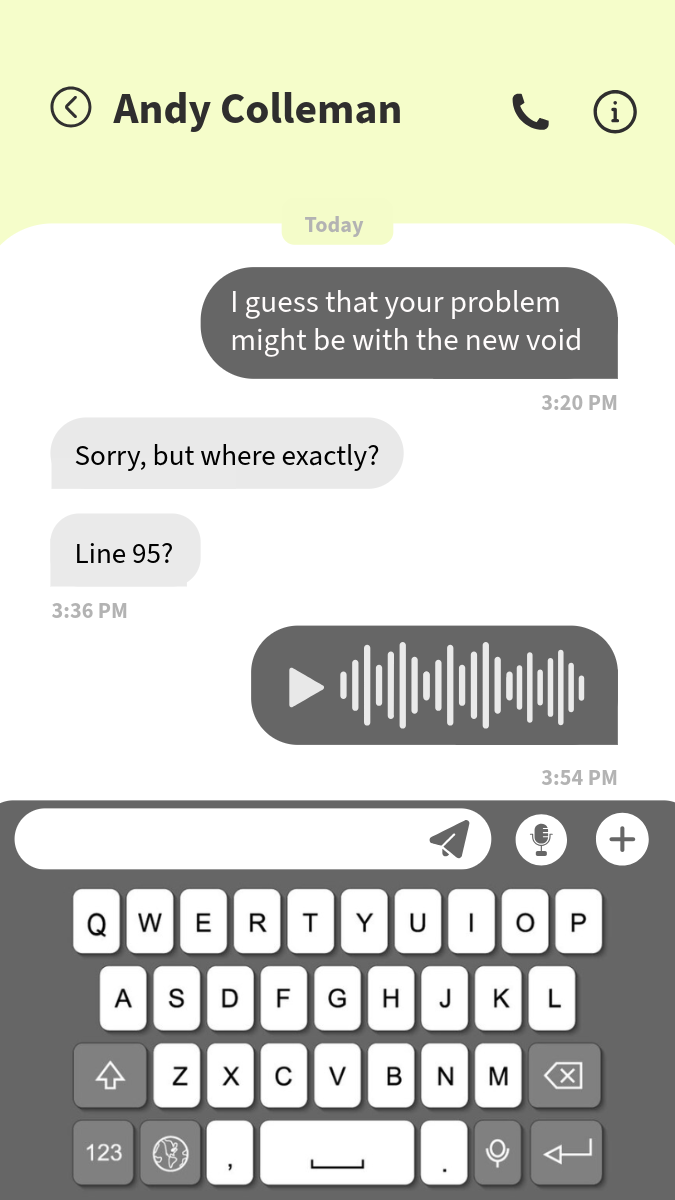 Andy Colleman
Today
I guess that your problem
might be with the new void
3:20 PM
Sorry, but where exactly?
Line 95?
3:36 PM
3:54 PM
Q W E R T Y U I O P
A S D F G H J K L
Z X C V B N M
123 , .